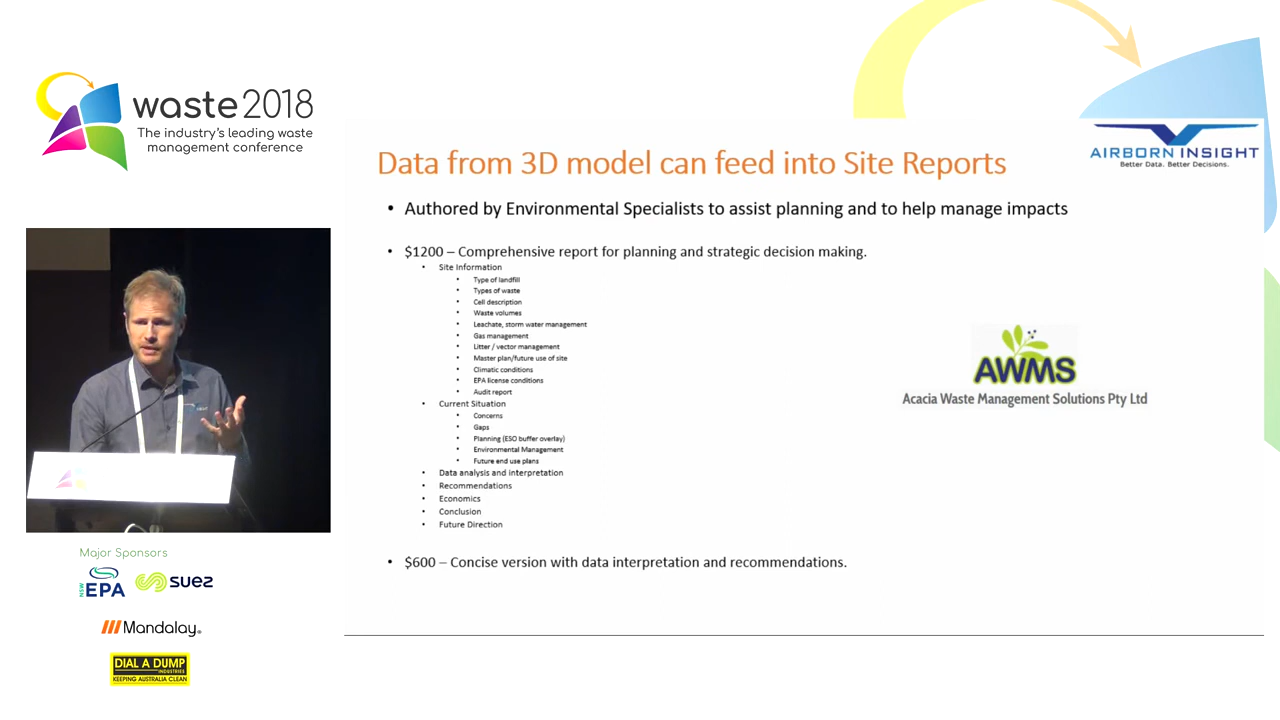 waste 2018
The industry's leading waste
management conference
AIRBORN INSIGHT
Better Data. Better Decisions.
Data from 3D model can feed into Site Reports
• Authored by Environmental Specialists to assist planning and to help manage impacts
• $1200 – Comprehensive report for planning and strategic decision making.
• Site Information
• Type of landfill
• Types of waste
• Cell description
• Waste volumes
• Leachate, storm water management
• Gas management
• Litter / vector management
• Master plan/future use of site
• Climatic conditions
• EPA license conditions
• Audit report
• Current Situation
• Concerns
• Gaps
• Planning (ESO buffer overlay)
• Environmental Management
• Future end use plans
• Data analysis and interpretation
• Recommendations
• Economics
• Conclusion
• Future Direction
• $600 – Concise version with data interpretation and recommendations.
AWMS
Acacia Waste Management Solutions Pty Ltd
Major Sponsors
NSW EPA
suez
Mandalay®
DIAL A DUMP
INDUSTRIES
KEEPING AUSTRALIA CLEAN